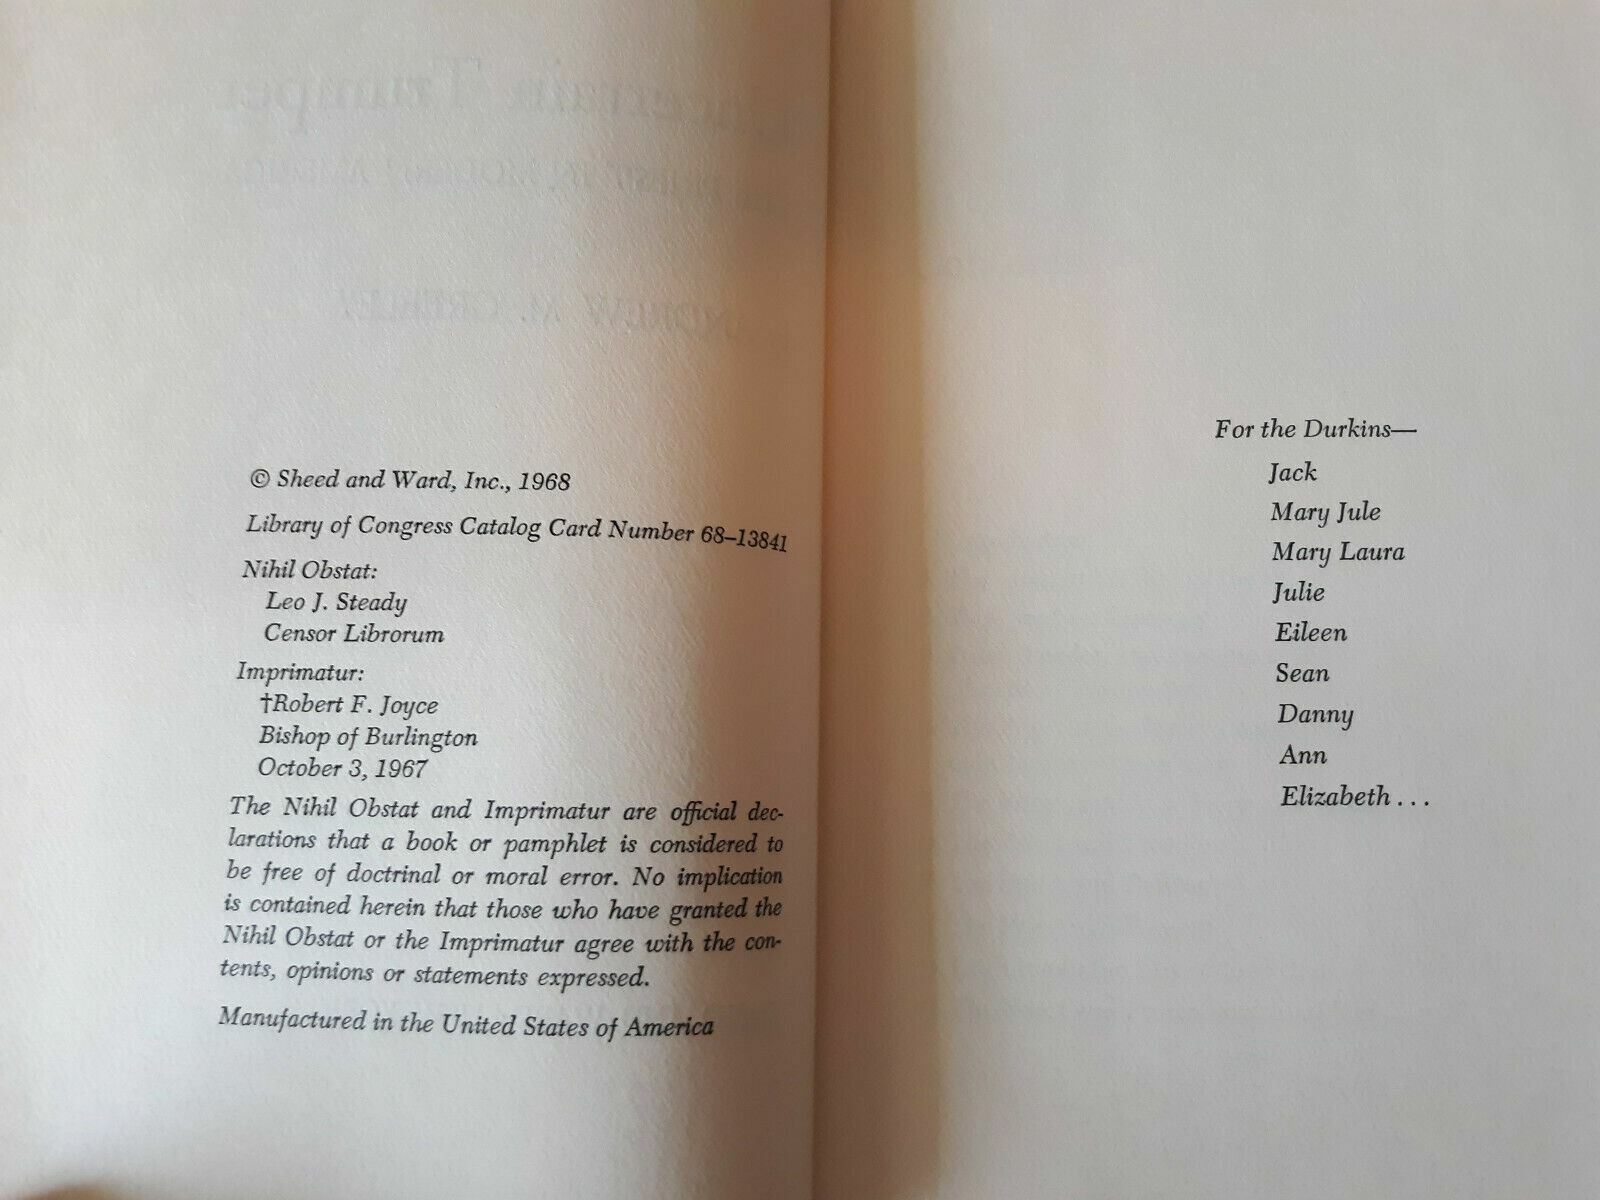 © Sheed and Ward, Inc., 1968
Library of Congress Catalog Card Number 68–13841
Nihil Obstat:
Leo J. Steady
Censor Librorum
Imprimatur:
†Robert F. Joyce
Bishop of Burlington
October 3, 1967
The Nihil Obstat and Imprimatur are official dec-
larations that a book or pamphlet is considered to
be free of doctrinal or moral error. No implication
is contained herein that those who have granted the
Nihil Obstat or the Imprimatur agree with the con-
tents, opinions or statements expressed.
Manufactured in the United States of America
For the Durkins—
Jack
Mary Jule
Mary Laura
Julie
Eileen
Sean
Danny
Ann
Elizabeth . . .